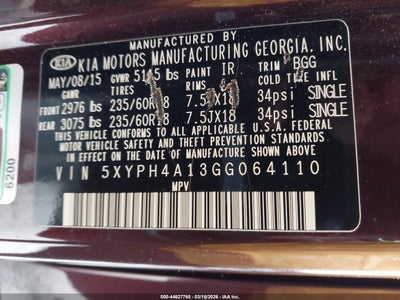 MANUFACTURED BY
KIA KIA MOTORS MANUFACTURING GEORGIA, INC.
MAY/08/15 GVWR 5115 lbs PAINT IR TRIM BGG
TIRES RIMS COLD TIRE INFL
FRONT 2976 lbs 235/60R18 7.5JX18 34psi SINGLE
REAR 3075 lbs 235/60R18 7.5JX18 34psi SINGLE
THIS VEHICLE CONFORMS TO ALL APPLICABLE U.S.A. FEDERAL
MOTOR VEHICLE SAFETY AND THEFT PREVENTION STANDARDS IN
EFFECT ON THE DATE OF MANUFACTURE SHOWN ABOVE
VIN 5XYPH4A13GG064110
MPV
6200
000-44627765 - 03/18/2026 - IAA Inc.